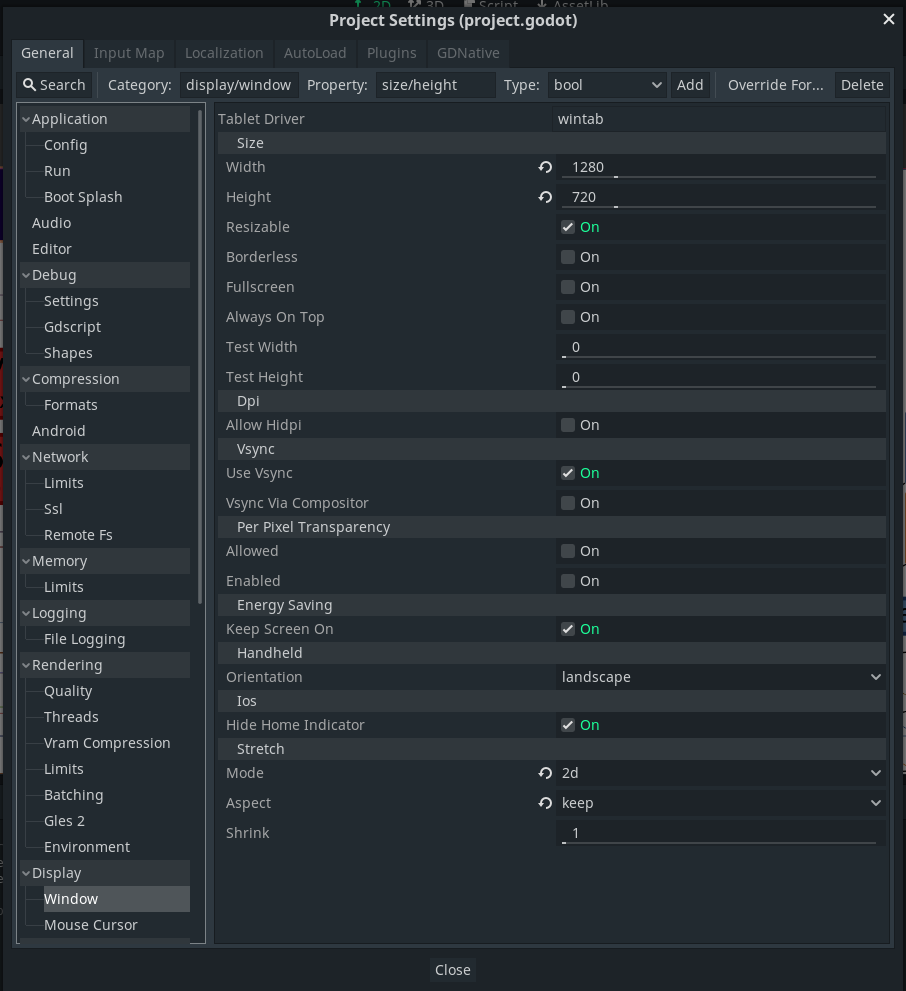 2D 3D Script AssetLib
Project Settings (project.godot)
General Input Map Localization AutoLoad Plugins GDNative
Search Category: display/window Property: size/height Type: bool Add Override For... Delete
Application
Config
Run
Boot Splash
Audio
Editor
Debug
Settings
Gdscript
Shapes
Compression
Formats
Android
Network
Limits
Ssl
Remote Fs
Memory
Limits
Logging
File Logging
Rendering
Quality
Threads
Vram Compression
Limits
Batching
Gles 2
Environment
Display
Window
Mouse Cursor
Tablet Driver wintab
Size
Width 1280
Height 720
Resizable On
Borderless On
Fullscreen On
Always On Top On
Test Width 0
Test Height 0
Dpi
Allow Hidpi On
Vsync
Use Vsync On
Vsync Via Compositor On
Per Pixel Transparency
Allowed On
Enabled On
Energy Saving
Keep Screen On On
Handheld
Orientation landscape
Ios
Hide Home Indicator On
Stretch
Mode 2d
Aspect keep
Shrink 1
Close